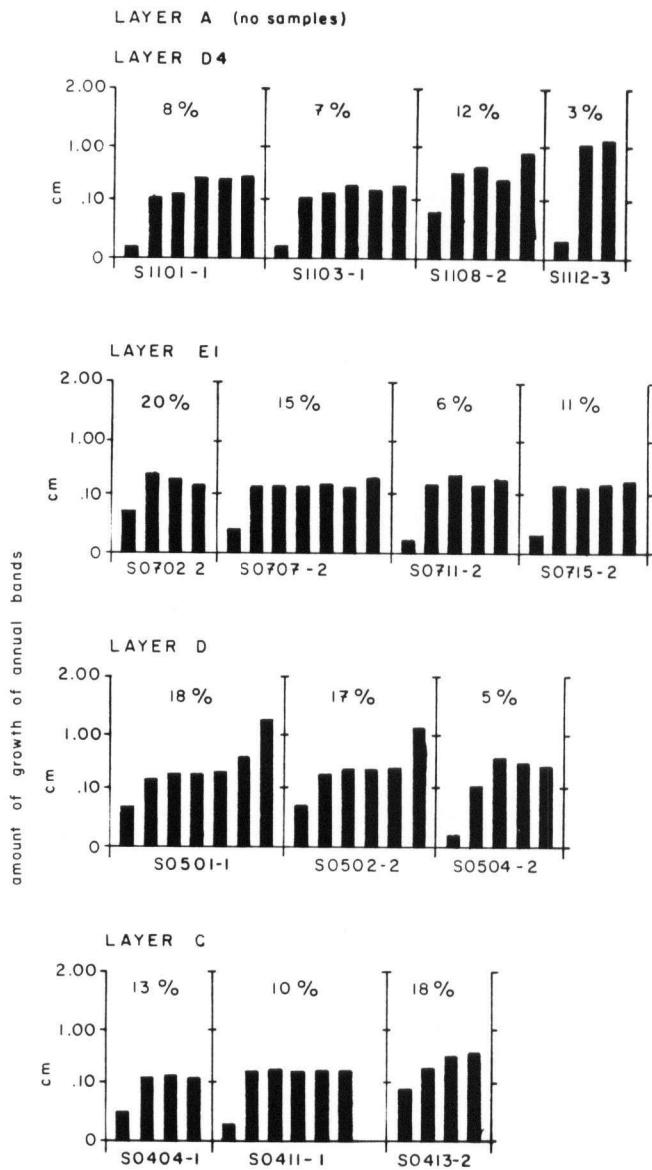 LAYER A (no samples)
LAYER D4
2.00
1.00
.10
0
cm
8%
7%
12%
3%
S1101-1
S1103-1
S1108-2
S1112-3
LAYER E1
2.00
1.00
.10
0
cm
20%
15%
6%
11%
S0702 2
S0707-2
S0711-2
S0715-2
amount of growth of annual bands
LAYER D
2.00
1.00
.10
0
cm
18%
17%
5%
S0501-1
S0502-2
S0504-2
LAYER C
2.00
1.00
.10
0
cm
13%
10%
18%
S0404-1
S0411-1
S0413-2